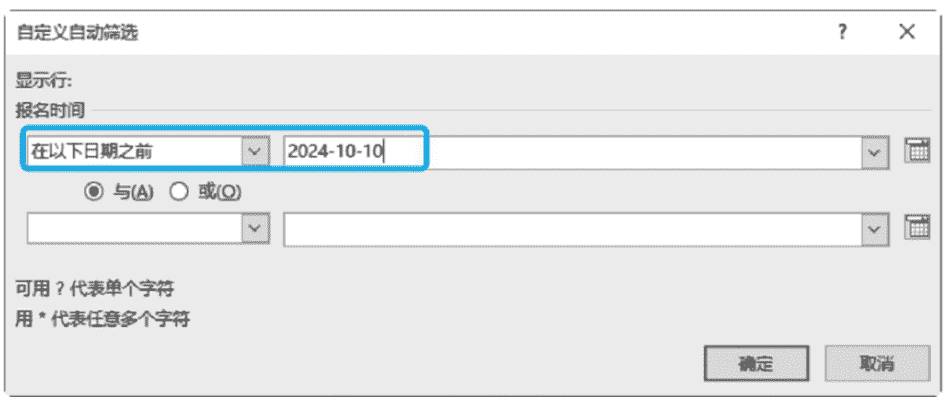 自定义自动筛选 ?
显示行:
报名时间
在以下日期之前 2024-10-10
与(A) 或(O)
可用 ? 代表单个字符
用 * 代表任意多个字符
确定 取消